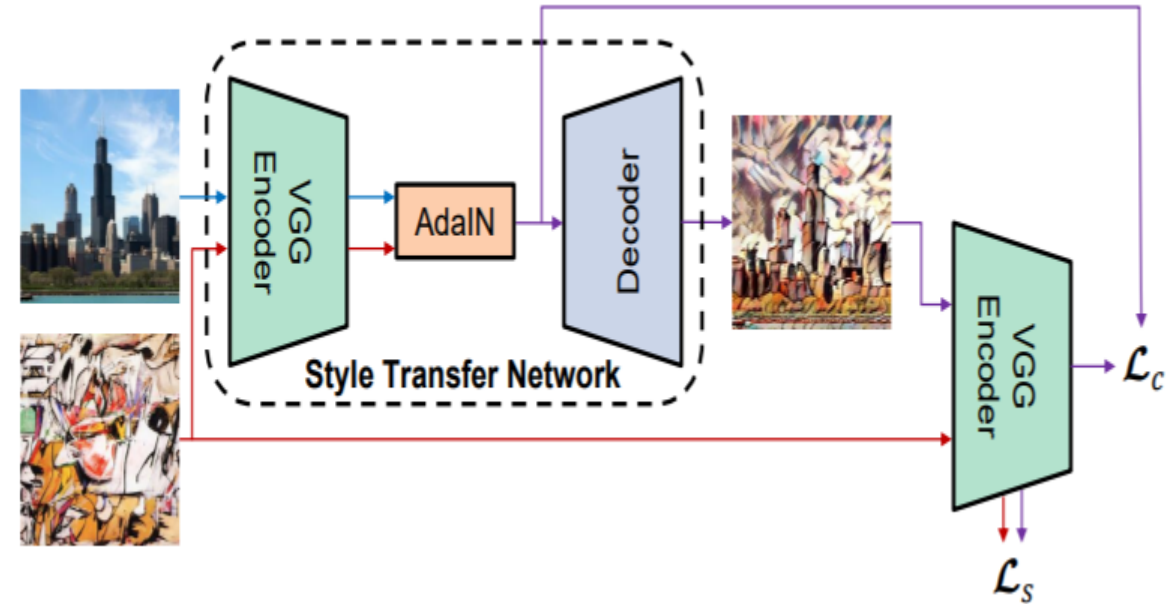 VGG
Encoder
AdaIN
Decoder
Style Transfer Network
VGG
Encoder
ℒc
ℒs